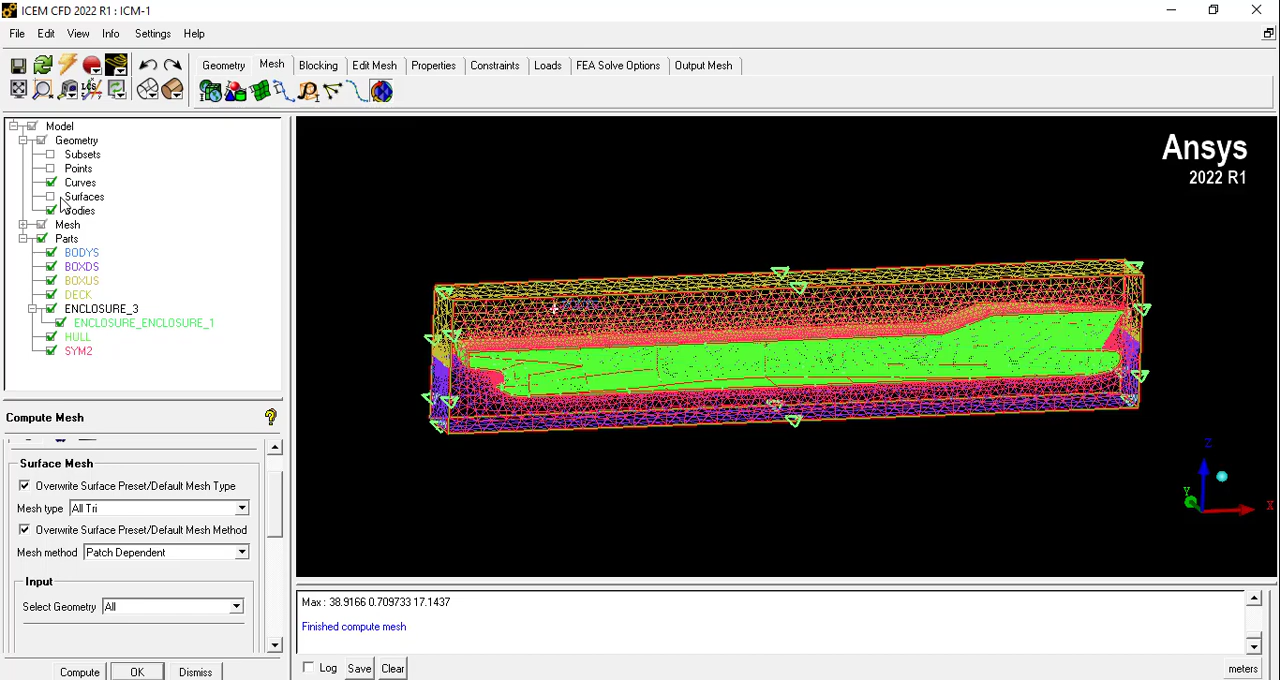 ICEM CFD 2022 R1 : ICM-1
File Edit View Info Settings Help
Geometry Mesh Blocking Edit Mesh Properties Constraints Loads FEA Solve Options Output Mesh
Model
Geometry
Subsets
Points
Curves
Surfaces
Bodies
Mesh
Parts
BODYS
BOXDS
BOXUS
DECK
ENCLOSURE_3
ENCLOSURE_ENCLOSURE_1
HULL
SYM2
Ansys
2022 R1
Z
Y
X
Compute Mesh
Surface Mesh
Overwrite Surface Preset/Default Mesh Type
Mesh type All Tri
Overwrite Surface Preset/Default Mesh Method
Mesh method Patch Dependent
Input
Select Geometry All
Compute OK Dismiss
Max : 38.9166 0.709733 17.1437
Finished compute mesh
Log Save Clear
meters